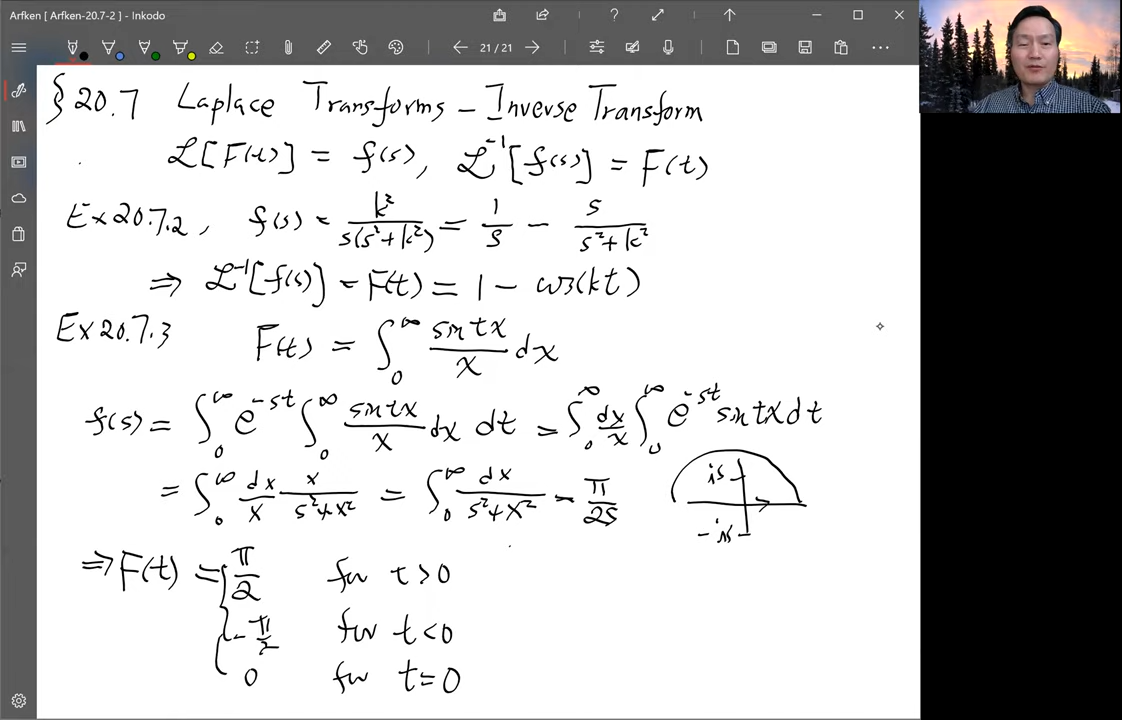 Arfken [ Arfken-20.7-2 ] - Inkodo
21 / 21
§ 20.7 Laplace Transforms - Inverse Transform
ℒ[F(t)] = f(s), ℒ⁻¹[f(s)] = F(t)
Ex 20.7.2, f(s) = k²/(s(s²+k²)) = 1/s - s/(s²+k²)
⇒ ℒ⁻¹[f(s)] = F(t) = 1 - cos(kt)
Ex 20.7.3 F(t) = ∫₀^∞ (sin tx)/x dx
f(s) = ∫₀^∞ e^(-st) ∫₀^∞ (sin tx)/x dx dt = ∫₀^∞ dx/x ∫₀^∞ e^(-st) sin tx dt
= ∫₀^∞ dx/x x/(s²+x²) = ∫₀^∞ dx/(s²+x²) = π/2s
is
-is
⇒ F(t) = { π/2 for t > 0
-π/2 for t < 0
0 for t = 0